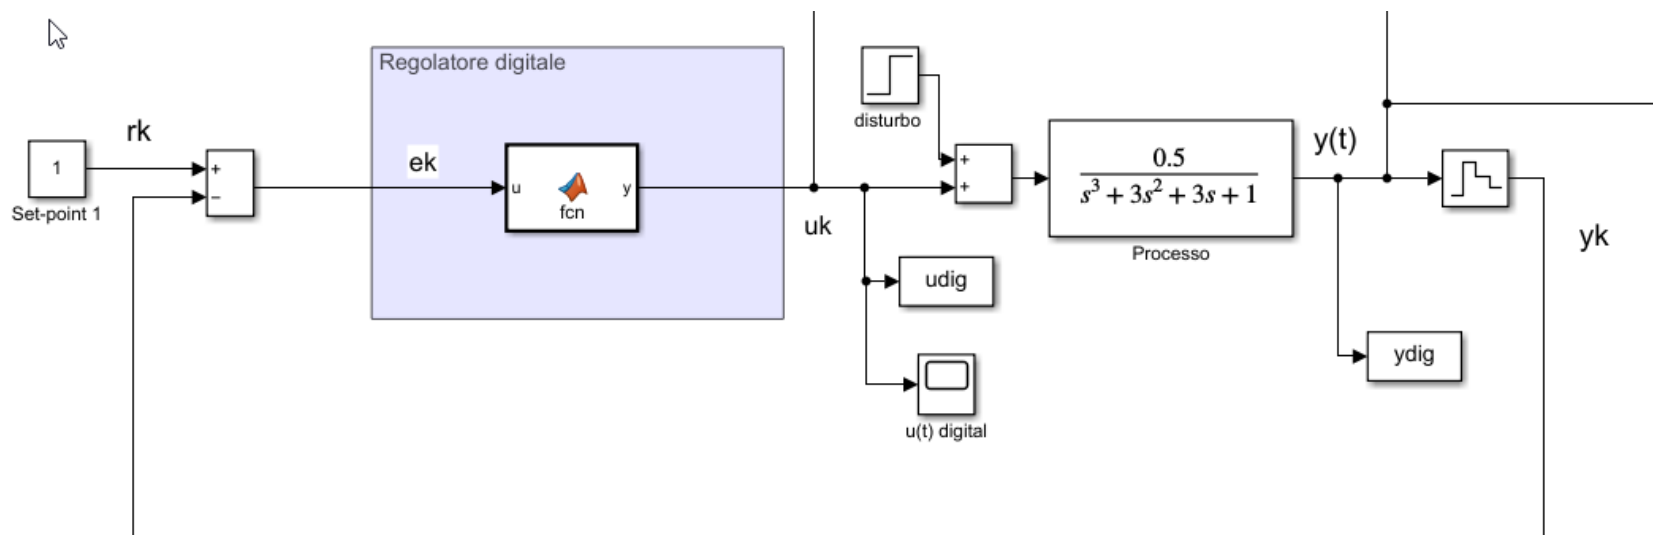 Regolatore digitale
disturbo
rk
1
Set-point 1
+
−
ek
u
fcn
y
uk
+
+
0.5
s³ + 3s² + 3s + 1
Processo
y(t)
yk
udig
ydig
u(t) digital